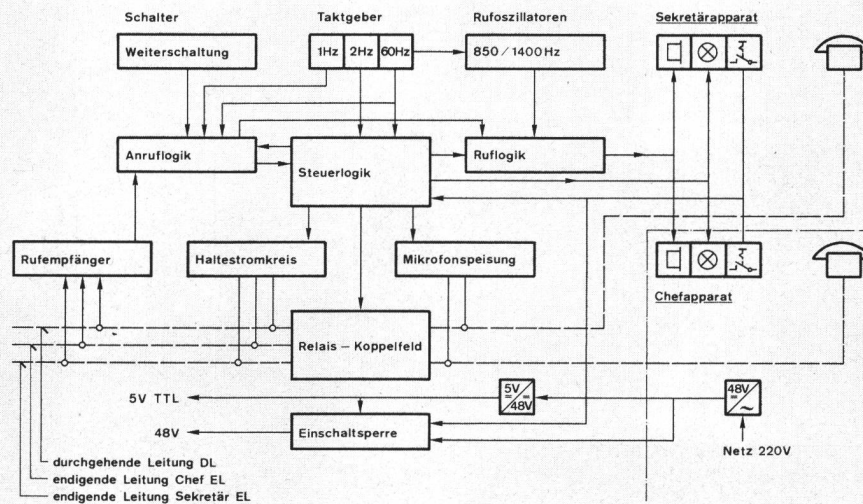 Schalter
Taktgeber
Rufoszillatoren
Sekretärapparat
Weiterschaltung
1Hz 2Hz 60Hz
850/1400Hz
Anruflogik
Steuerlogik
Ruflogik
Rufempfänger
Haltestromkreis
Mikrofonspeisung
Chefapparat
Relais – Koppelfeld
5V TTL
5V
48V
48V
48V
Einschaltsperre
Netz 220V
durchgehende Leitung DL
endigende Leitung Chef EL
endigende Leitung Sekretär EL